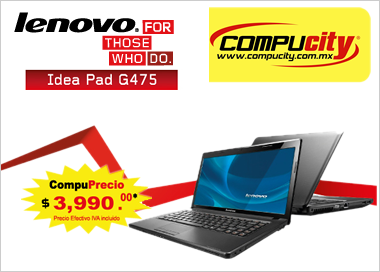 lenovo. FOR
THOSE
WHO DO.
Idea Pad G475
COMPUCITY®
www.compucity.com.mx
CompuPrecio
$ 3,990.00*
Precio Efectivo IVA incluido
lenovo